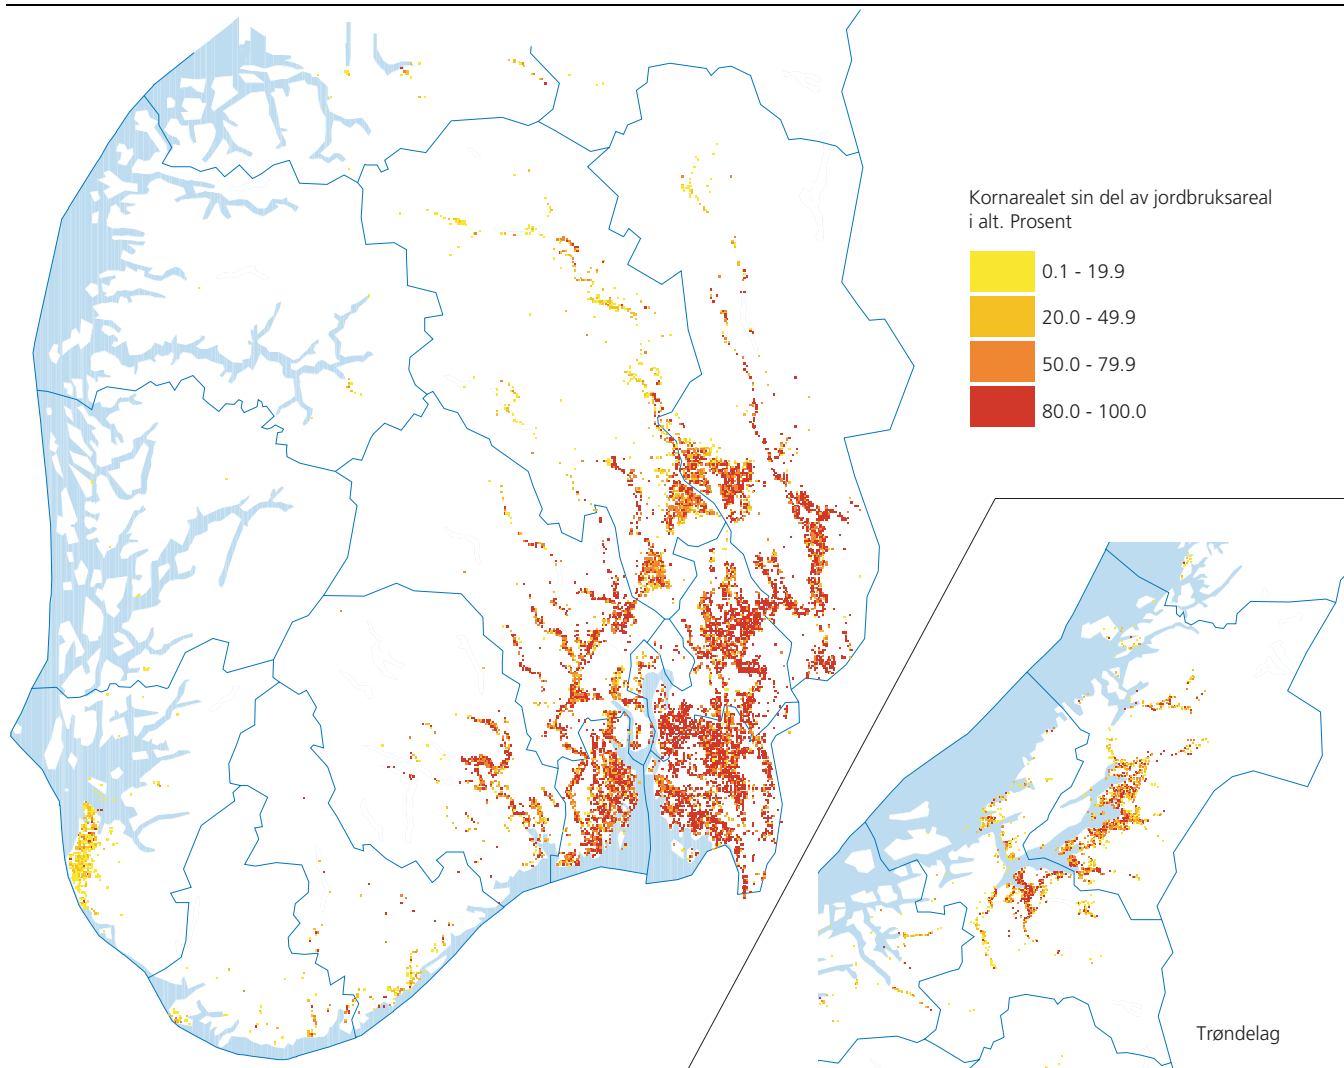 Kornarealet sin del av jordbruksareal
i alt. Prosent
0.1 - 19.9
20.0 - 49.9
50.0 - 79.9
80.0 - 100.0
Trøndelag